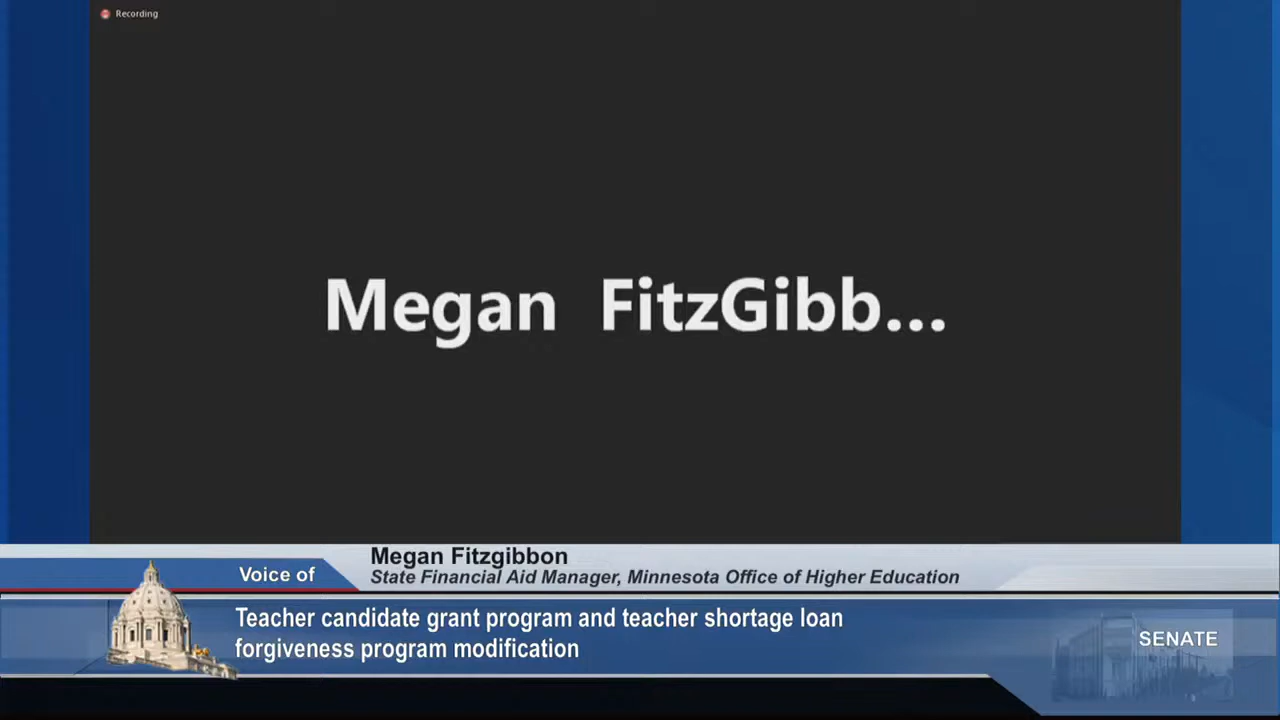 Recording
Megan FitzGibb...
Megan Fitzgibbon
Voice of
State Financial Aid Manager, Minnesota Office of Higher Education
Teacher candidate grant program and teacher shortage loan
forgiveness program modification
SENATE